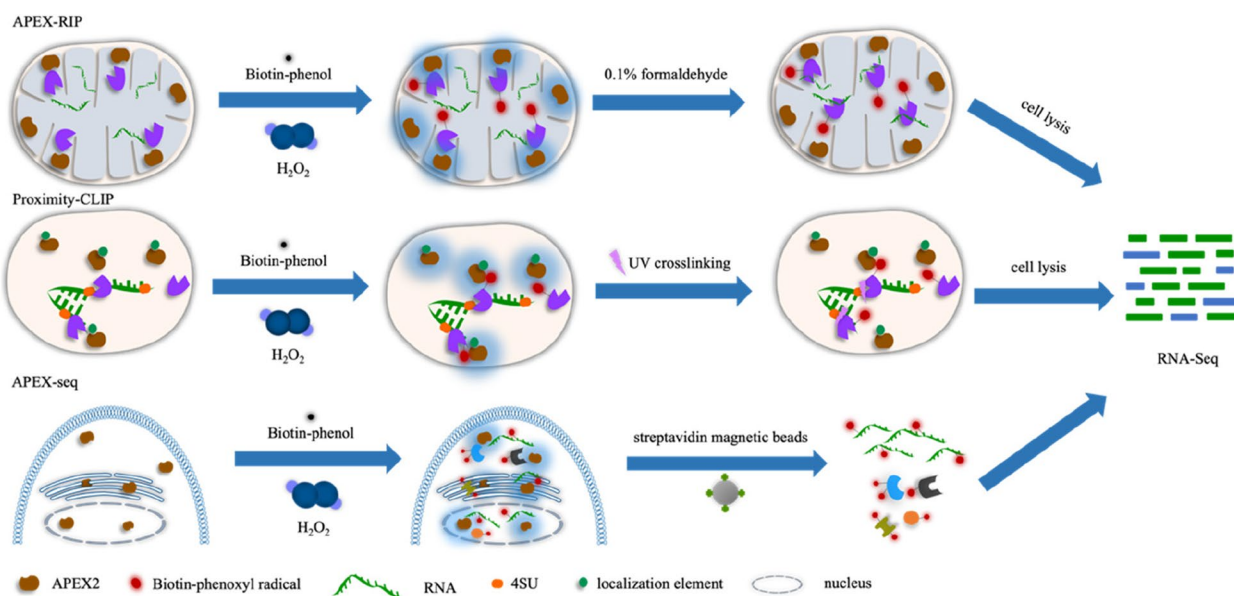 APEX-RIP
Biotin-phenol
H₂O₂
0.1% formaldehyde
cell lysis
Proximity-CLIP
Biotin-phenol
H₂O₂
UV crosslinking
cell lysis
RNA-Seq
APEX-seq
Biotin-phenol
H₂O₂
streptavidin magnetic beads
APEX2
Biotin-phenoxyl radical
RNA
4SU
localization element
nucleus